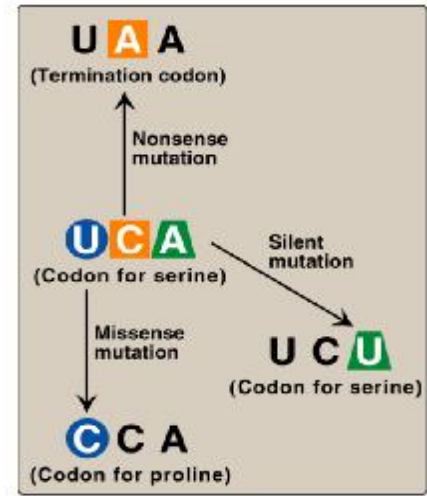 U A A
(Termination codon)
Nonsense
mutation
U C A
(Codon for serine)
Silent
mutation
Missense
mutation
U C U
(Codon for serine)
C C A
(Codon for proline)